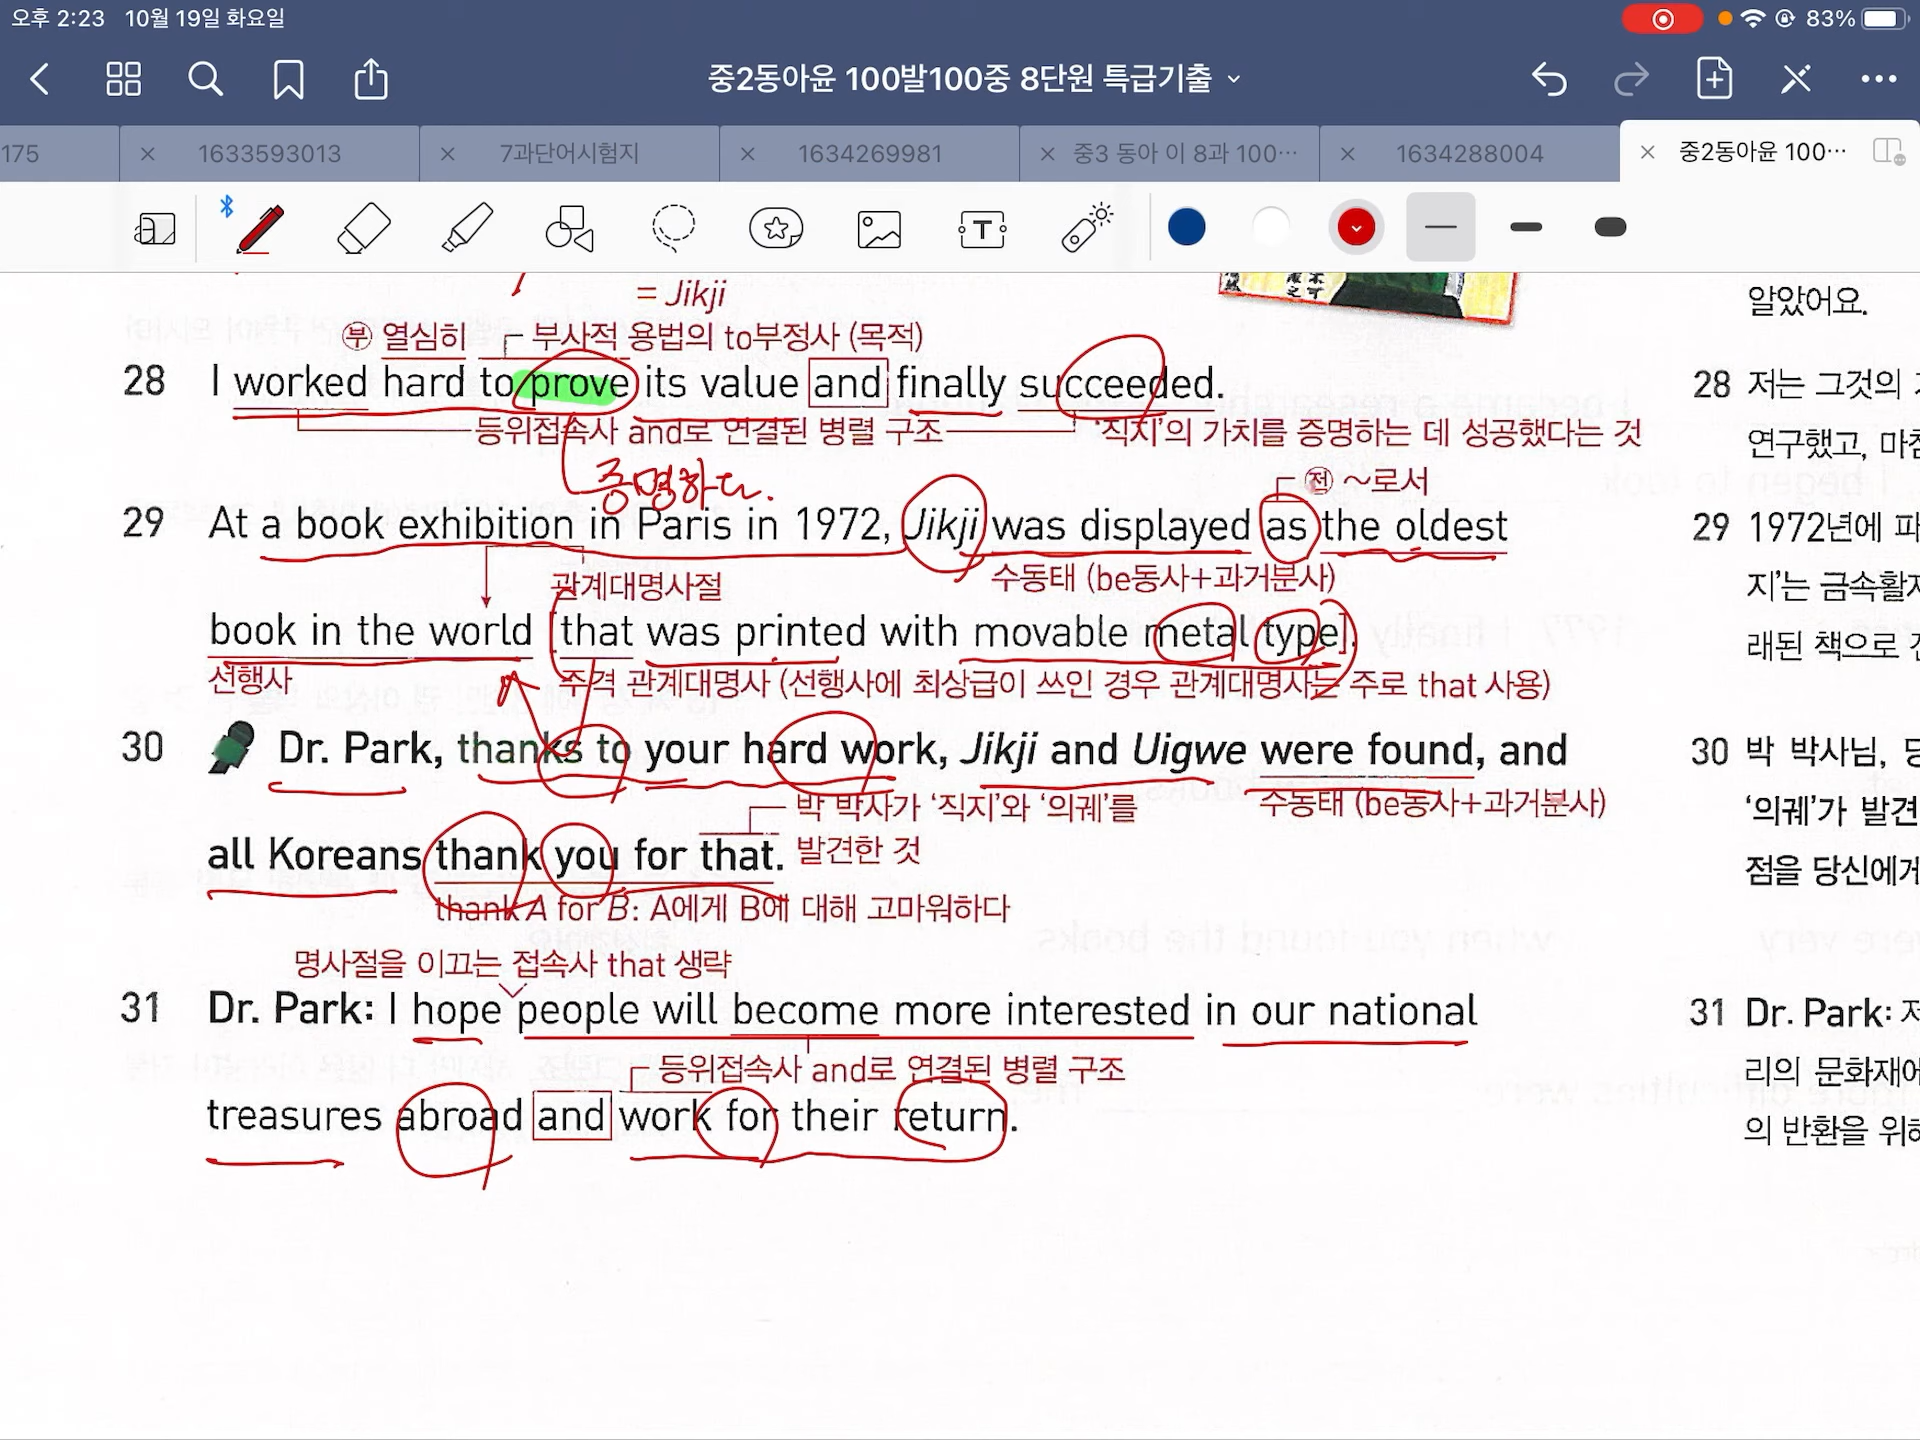 오후 2:23 10월 19일 화요일
83%
중2동아윤 100발100중 8단원 특급기출
175
1633593013
7과단어시험지
1634269981
중3 동아 이 8과 100…
1634288004
중2동아윤 100…
= Jikji
알았어요.
부 열심히 부사적 용법의 to부정사 (목적)
28 I worked hard to prove its value and finally succeeded.
등위접속사 and로 연결된 병렬 구조 '직지'의 가치를 증명하는 데 성공했다는 것
증명하다.
전 ~로서
29 At a book exhibition in Paris in 1972, Jikji was displayed as the oldest
관계대명사절 수동태 (be동사+과거분사)
book in the world [that was printed with movable metal type].
선행사 주격 관계대명사 (선행사에 최상급이 쓰인 경우 관계대명사는 주로 that 사용)
30 Dr. Park, thanks to your hard work, Jikji and Uigwe were found, and
박 박사가 '직지'와 '의궤'를 수동태 (be동사+과거분사)
all Koreans thank you for that. 발견한 것
thank A for B: A에게 B에 대해 고마워하다
명사절을 이끄는 접속사 that 생략
31 Dr. Park: I hope people will become more interested in our national
등위접속사 and로 연결된 병렬 구조
treasures abroad and work for their return.
28 저는 그것의
연구했고, 마침
29 1972년에 파
지'는 금속활자
래된 책으로
30 박 박사님, 당
'의궤'가 발견
점을 당신에게
31 Dr. Park: 저
리의 문화재에
의 반환을 위해